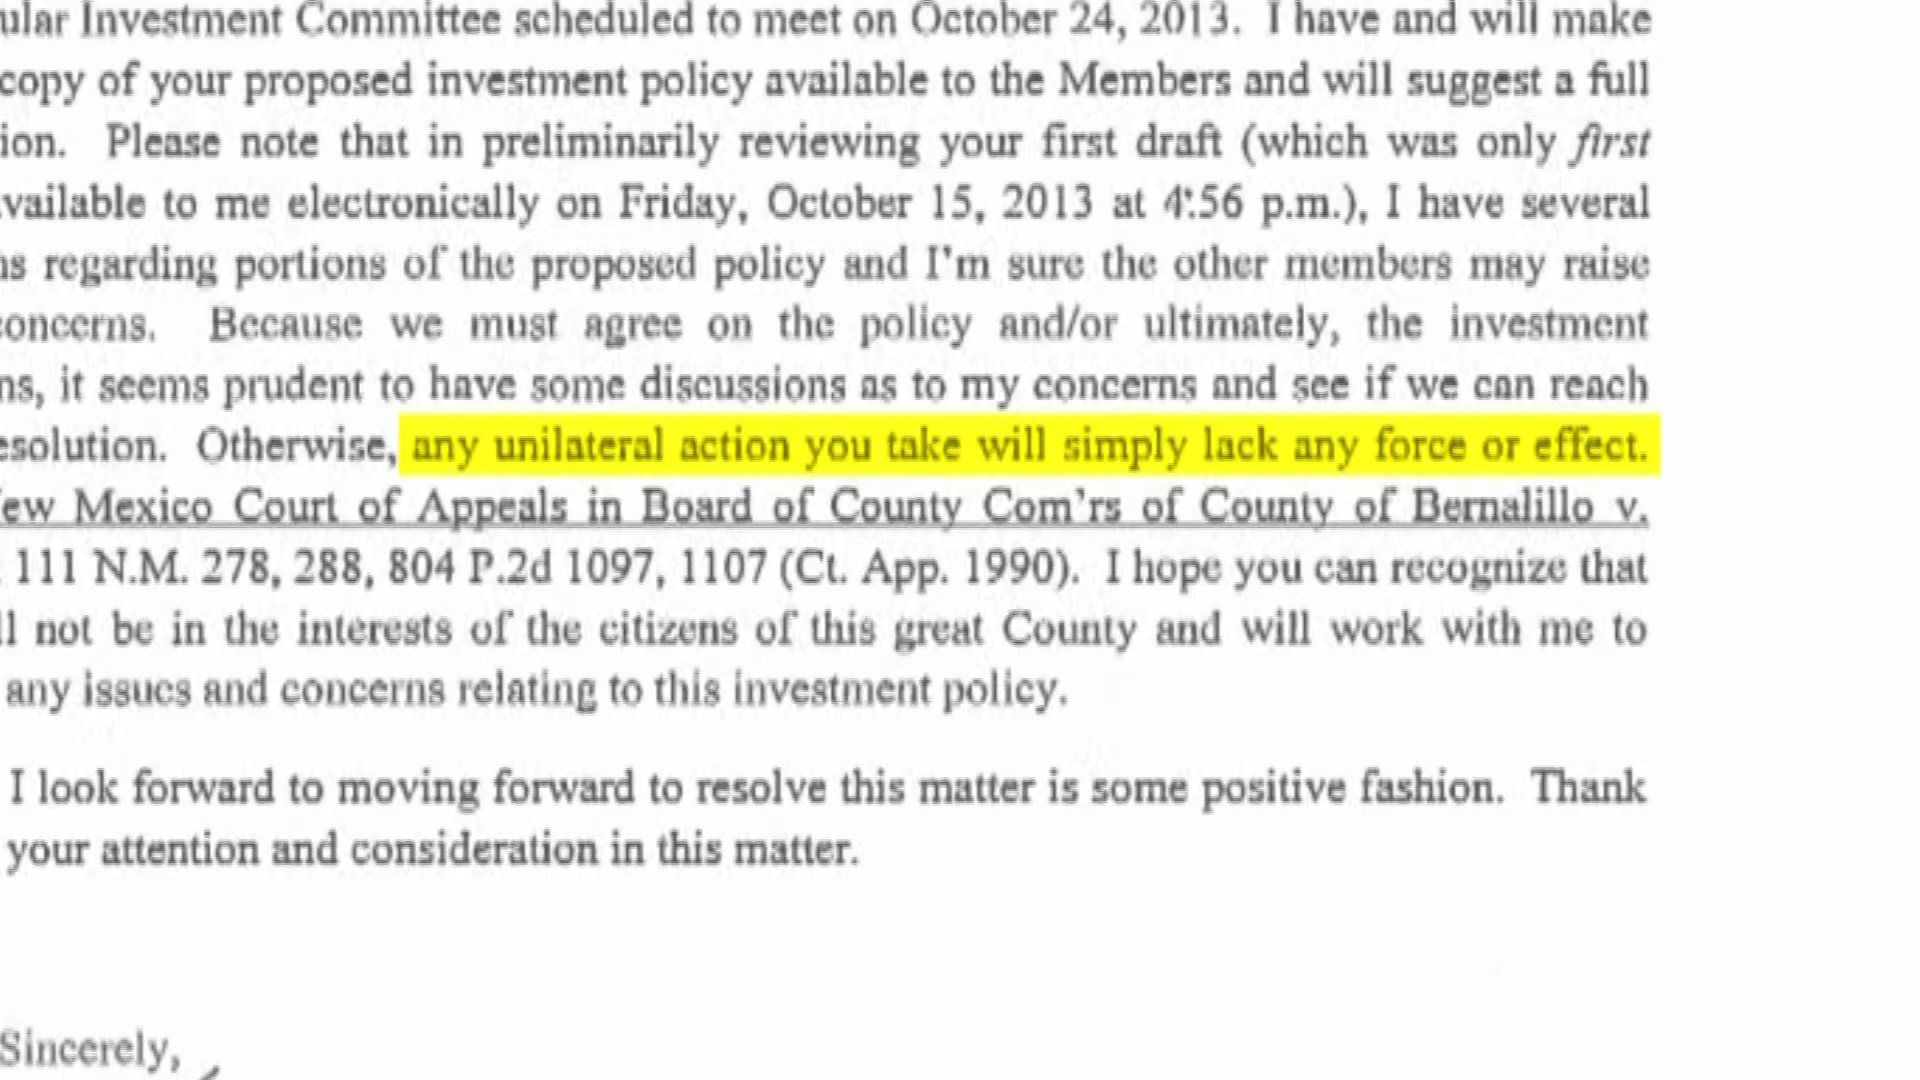 ular Investment Committee scheduled to meet on October 24, 2013. I have and will make
copy of your proposed investment policy available to the Members and will suggest a full
ion. Please note that in preliminarily reviewing your first draft (which was only first
vailable to me electronically on Friday, October 15, 2013 at 4:56 p.m.), I have several
ns regarding portions of the proposed policy and I'm sure the other members may raise
concerns. Because we must agree on the policy and/or ultimately, the investment
ns, it seems prudent to have some discussions as to my concerns and see if we can reach
esolution. Otherwise, any unilateral action you take will simply lack any force or effect.
ew Mexico Court of Appeals in Board of County Com'rs of County of Bernalillo v.
111 N.M. 278, 288, 804 P.2d 1097, 1107 (Ct. App. 1990). I hope you can recognize that
ll not be in the interests of the citizens of this great County and will work with me to
any issues and concerns relating to this investment policy.
I look forward to moving forward to resolve this matter is some positive fashion. Thank
your attention and consideration in this matter.
Sincerely,